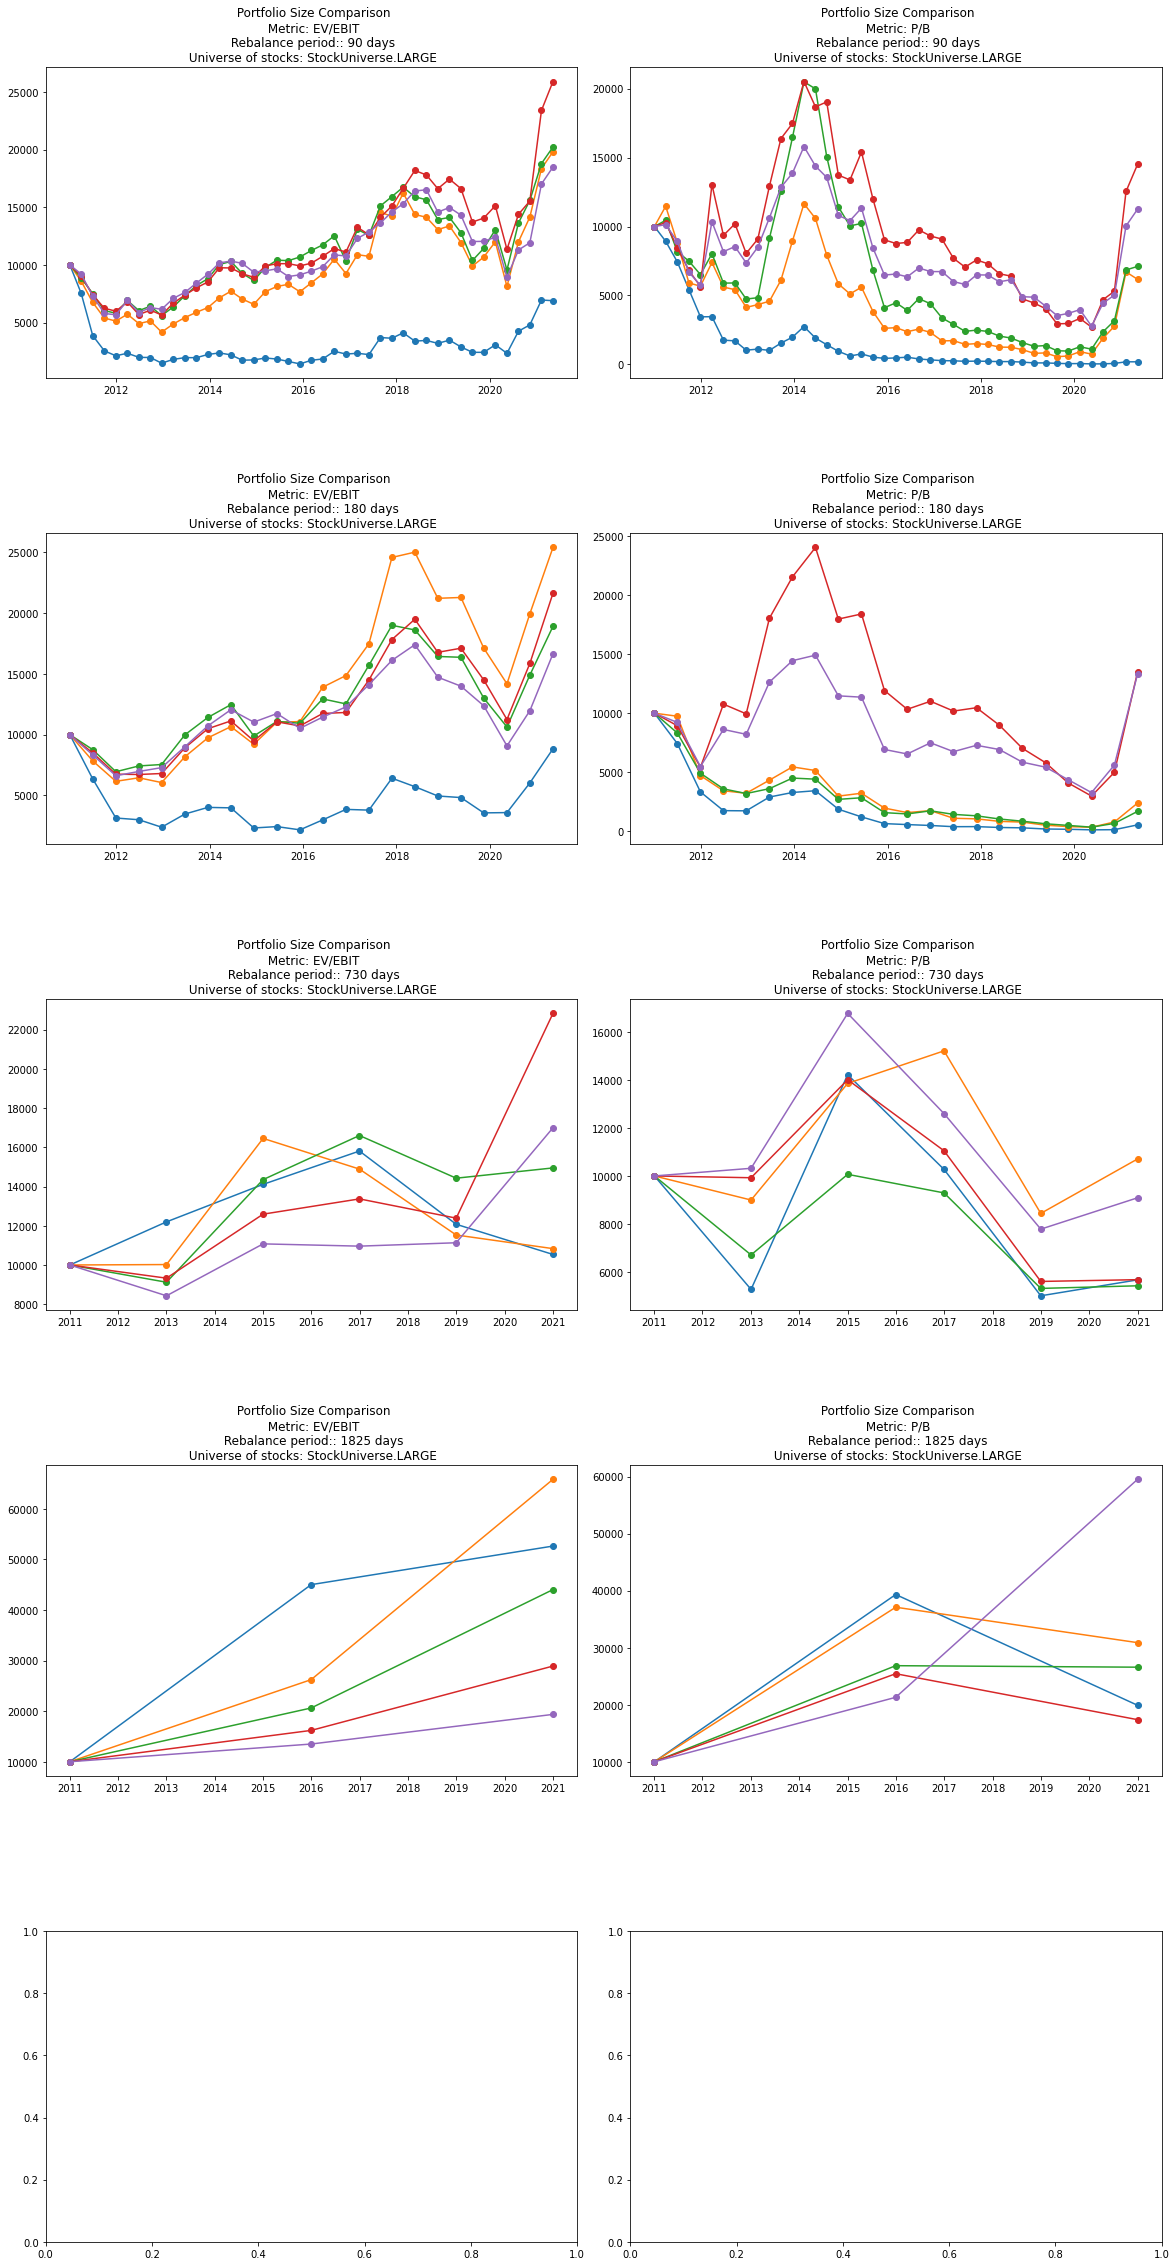 Portfolio Size Comparison
Metric: EV/EBIT
Rebalance period:: 90 days
Universe of stocks: StockUniverse.LARGE
25000
20000
15000
10000
5000
2012 2014 2016 2018 2020
Portfolio Size Comparison
Metric: P/B
Rebalance period:: 90 days
Universe of stocks: StockUniverse.LARGE
20000
15000
10000
5000
0
2012 2014 2016 2018 2020
Portfolio Size Comparison
Metric: EV/EBIT
Rebalance period:: 180 days
Universe of stocks: StockUniverse.LARGE
25000
20000
15000
10000
5000
2012 2014 2016 2018 2020
Portfolio Size Comparison
Metric: P/B
Rebalance period:: 180 days
Universe of stocks: StockUniverse.LARGE
25000
20000
15000
10000
5000
0
2012 2014 2016 2018 2020
Portfolio Size Comparison
Metric: EV/EBIT
Rebalance period:: 730 days
Universe of stocks: StockUniverse.LARGE
22000
20000
18000
16000
14000
12000
10000
8000
2011 2012 2013 2014 2015 2016 2017 2018 2019 2020 2021
Portfolio Size Comparison
Metric: P/B
Rebalance period:: 730 days
Universe of stocks: StockUniverse.LARGE
16000
14000
12000
10000
8000
6000
2011 2012 2013 2014 2015 2016 2017 2018 2019 2020 2021
Portfolio Size Comparison
Metric: EV/EBIT
Rebalance period:: 1825 days
Universe of stocks: StockUniverse.LARGE
60000
50000
40000
30000
20000
10000
2011 2012 2013 2014 2015 2016 2017 2018 2019 2020 2021
Portfolio Size Comparison
Metric: P/B
Rebalance period:: 1825 days
Universe of stocks: StockUniverse.LARGE
60000
50000
40000
30000
20000
10000
2011 2012 2013 2014 2015 2016 2017 2018 2019 2020 2021
1.0
0.8
0.6
0.4
0.2
0.0
0.0 0.2 0.4 0.6 0.8 1.0
1.0
0.8
0.6
0.4
0.2
0.0
0.0 0.2 0.4 0.6 0.8 1.0